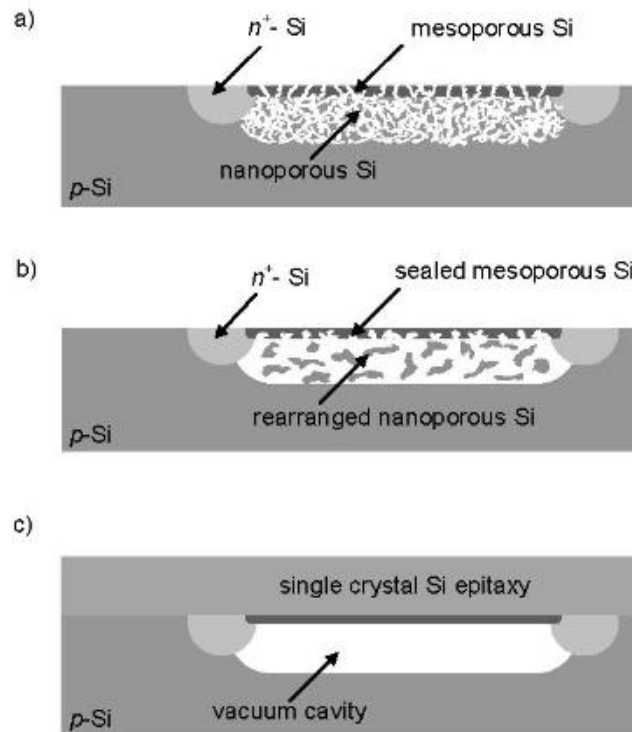 a)
n⁺- Si
mesoporous Si
nanoporous Si
p-Si
b)
n⁺- Si
sealed mesoporous Si
rearranged nanoporous Si
p-Si
c)
single crystal Si epitaxy
vacuum cavity
p-Si